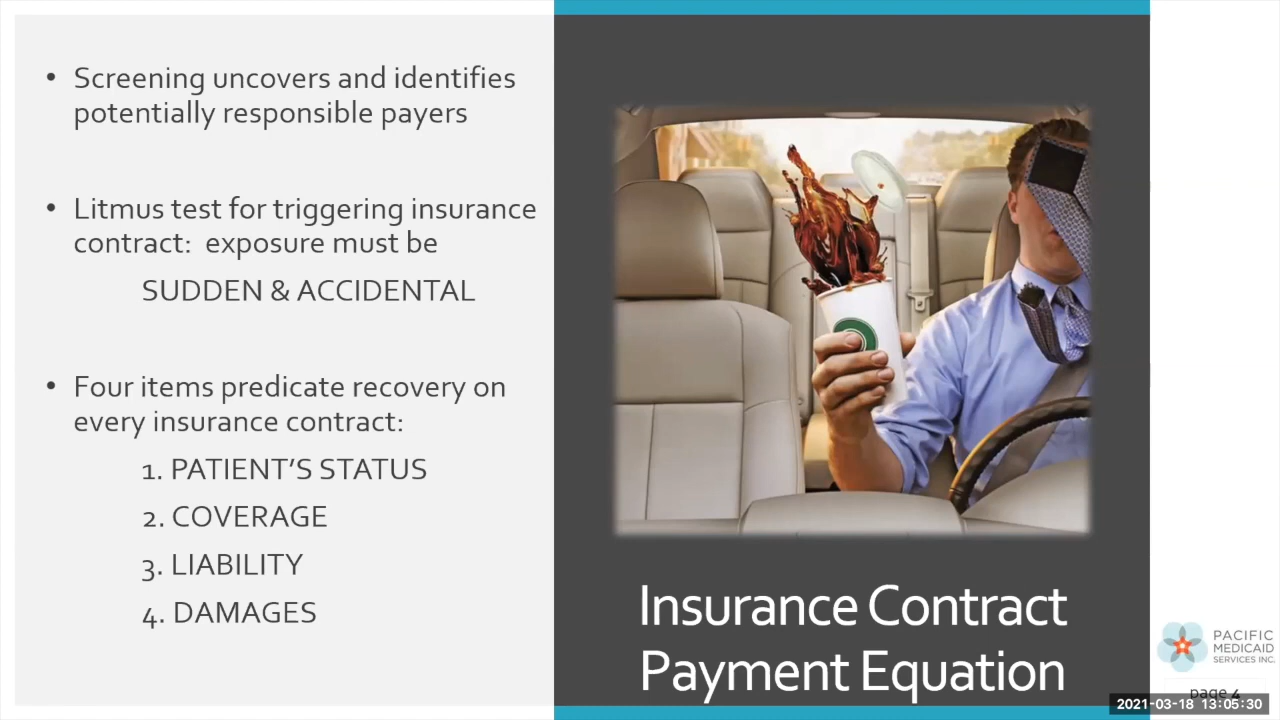 • Screening uncovers and identifies
potentially responsible payers
• Litmus test for triggering insurance
contract: exposure must be
SUDDEN & ACCIDENTAL
• Four items predicate recovery on
every insurance contract:
1. PATIENT’S STATUS
2. COVERAGE
3. LIABILITY
4. DAMAGES
Insurance Contract
Payment Equation
PACIFIC
MEDICAID
SERVICES INC.
page 4
2021-03-18 13:05:30